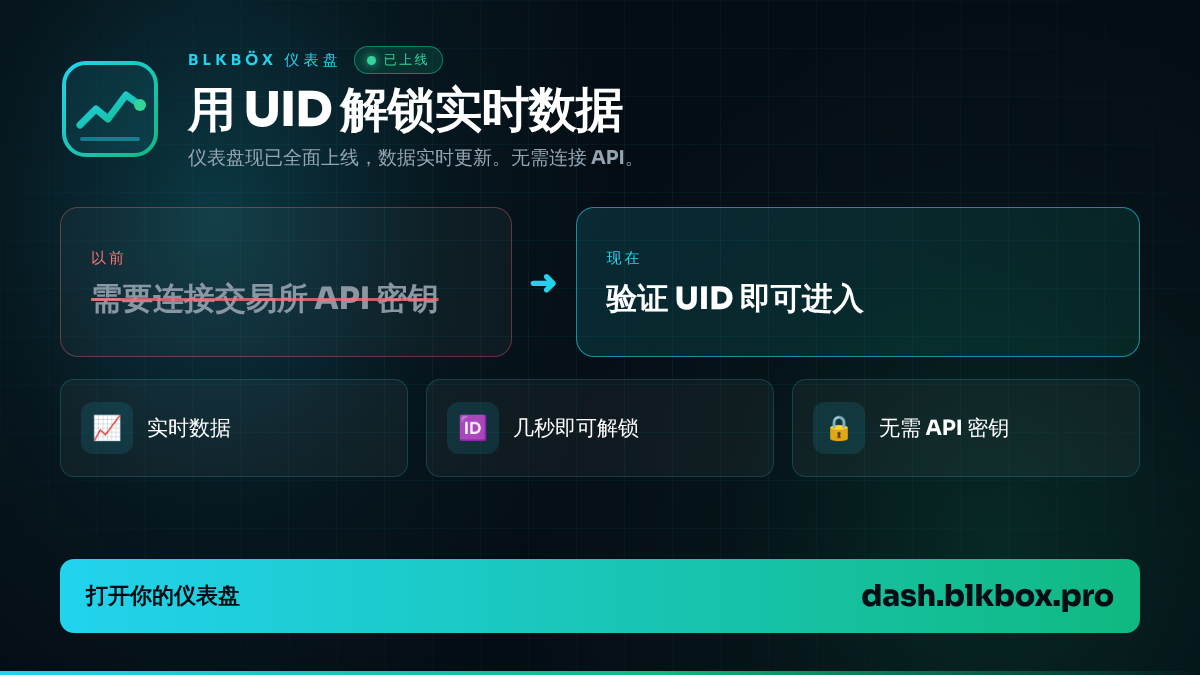 BLKBÖX 仪表盘 已上线
用 UID 解锁实时数据
仪表盘现已全面上线，数据实时更新。无需连接 API。
以前
需要连接交易所 API 密钥
➜
现在
验证 UID 即可进入
实时数据
ID
几秒即可解锁
无需 API 密钥
打开你的仪表盘
dash.blkbox.pro